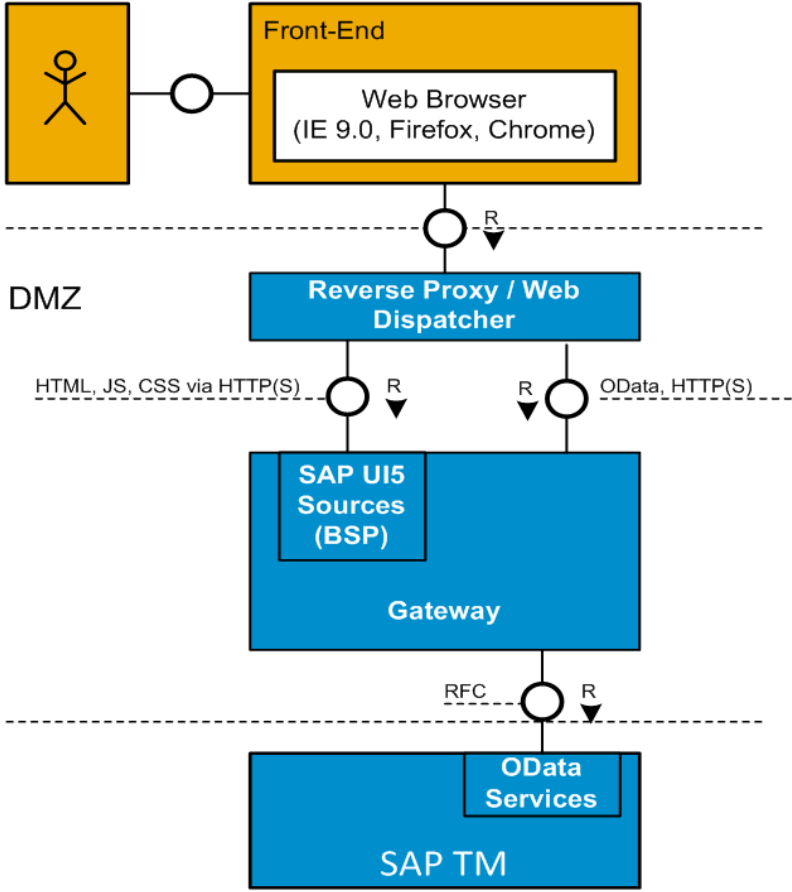 Front-End
Web Browser
(IE 9.0, Firefox, Chrome)
R
DMZ
Reverse Proxy / Web
Dispatcher
HTML, JS, CSS via HTTP(S)
R
R
OData, HTTP(S)
SAP UI5
Sources
(BSP)
Gateway
RFC
R
OData
Services
SAP TM